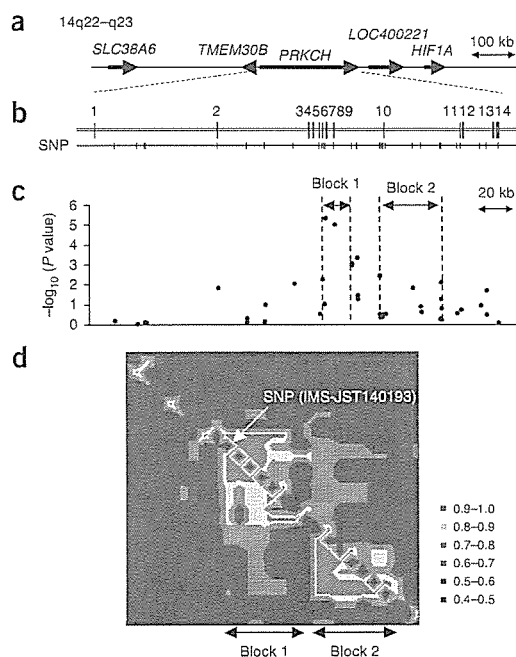 a
14q22–q23
SLC38A6
TMEM30B
PRKCH
LOC400221
HIF1A
100 kb
b
1 2 3456789 10 1112 1314
SNP
c
Block 1
Block 2
20 kb
–log10 (P value)
6
5
4
3
2
1
0
d
SNP (IMS-JST140193)
0.9–1.0
0.8–0.9
0.7–0.8
0.6–0.7
0.5–0.6
0.4–0.5
Block 1
Block 2